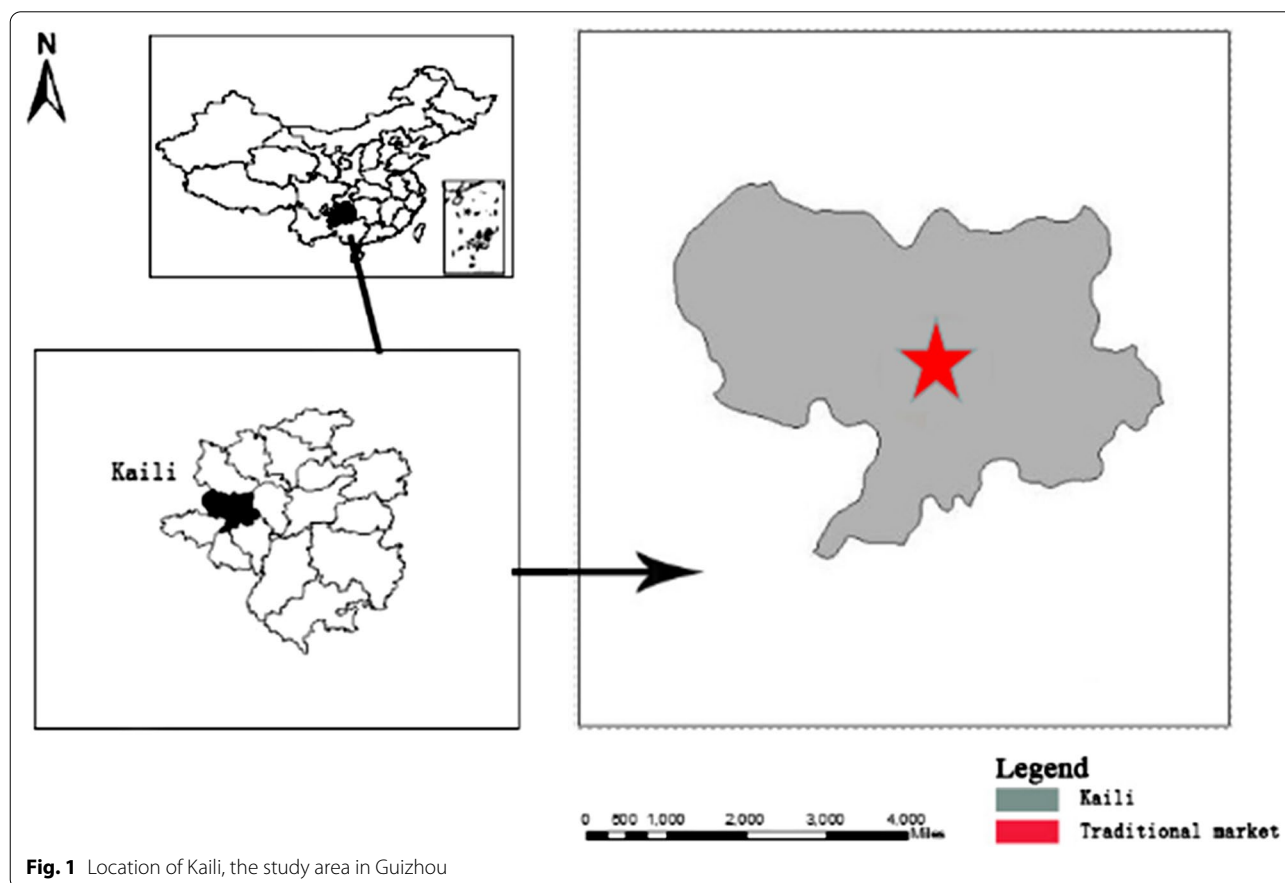 N
Kaili
Legend
Kaili
Traditional market
0 500 1,000 2,000 3,000 4,000
Miles
Fig. 1 Location of Kaili, the study area in Guizhou